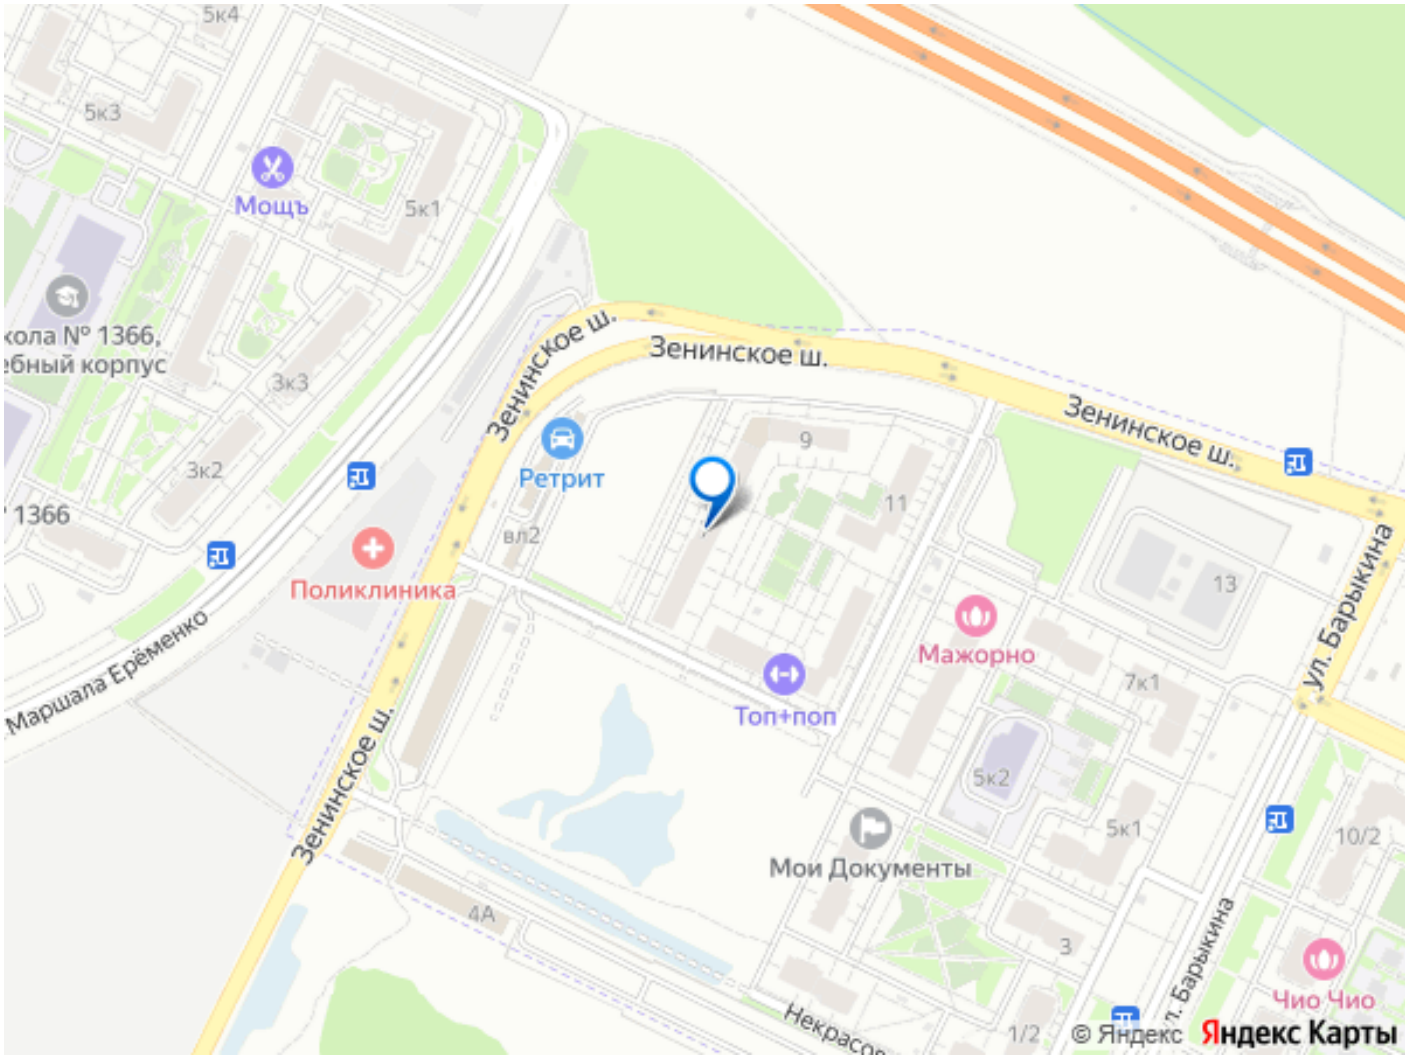 5к4
5к3
Мощъ
5к1
кола № 1366,
ебный корпус
3к3
Зенинское ш.
Зенинское ш.
Зенинское ш.
9
3к2
Ретрит
11
1366
вл2
Поликлиника
13
ул. Барыкина
Мажорно
Маршала Ерёменко
7к1
Топ+поп
Зенинское ш.
5к2
5к1
10/2
Мои Документы
4А
3
ул. Барыкина
Чио Чио
Некрасов
1/2
© Яндекс Яндекс Карты